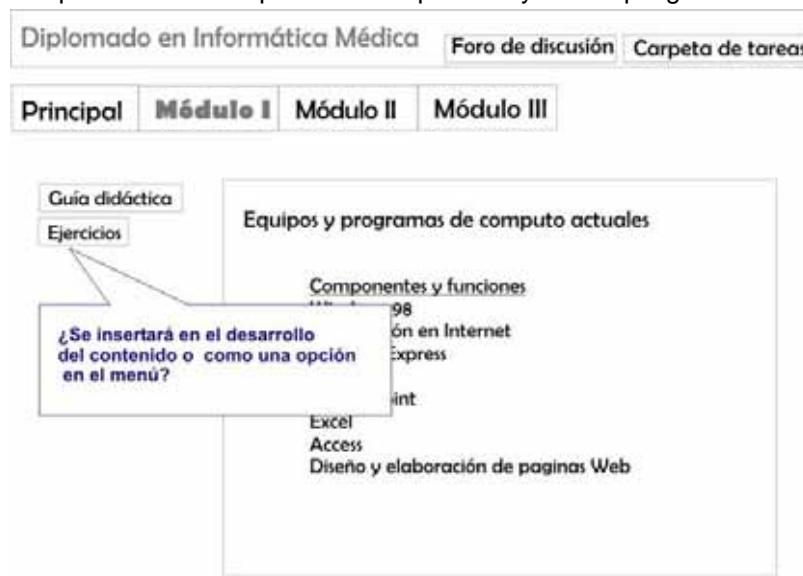 Diplomado en Informática Médica
Foro de discusión
Carpeta de tareas
Principal
Módulo I
Módulo II
Módulo III
Guía didáctica
Ejercicios
Equipos y programas de computo actuales
Componentes y funciones
98
ón en Internet
xpress
int
Excel
Access
Diseño y elaboración de paginas Web
¿Se insertará en el desarrollo
del contenido o como una opción
en el menú?